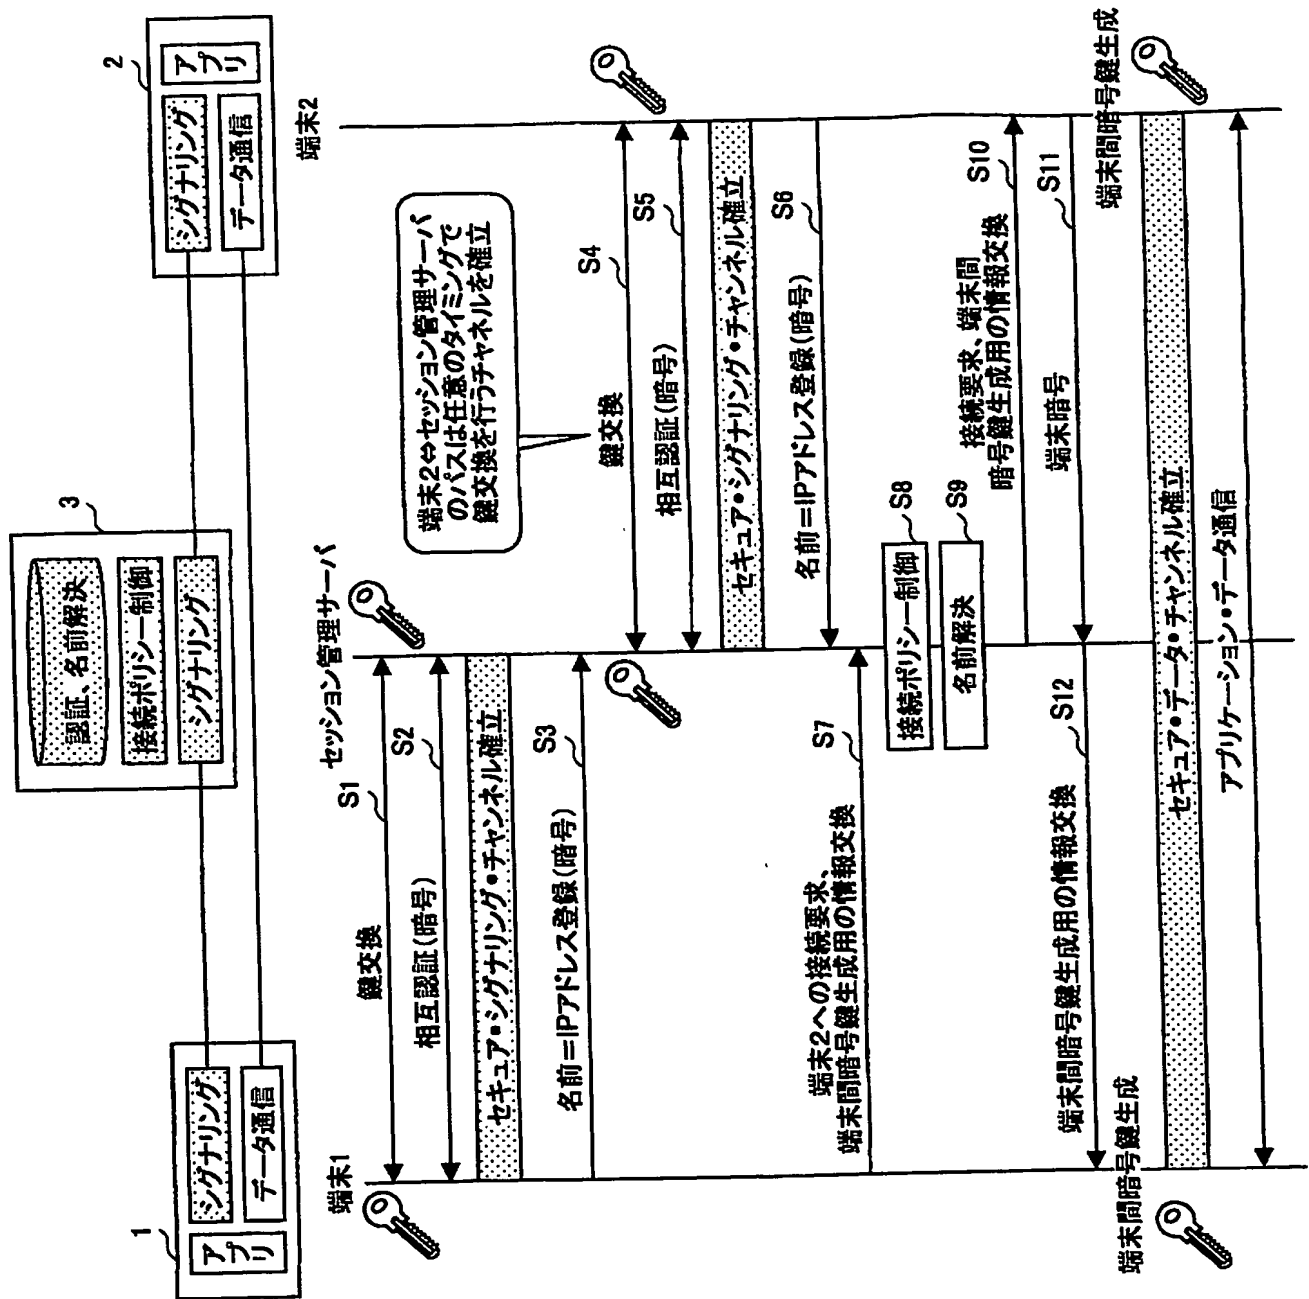 3
認証、名前解決
接続ポリシー制御
シグナリング
1
アプリ
シグナリング
データ通信
2
シグナリング
データ通信
アプリ
端末1
セッション管理サーバ
端末2
端末2⇔セッション管理サーバ
のパスは任意のタイミングで
鍵交換を行うチャネルを確立
鍵交換
S1
相互認証(暗号)
S2
セキュア・シグナリング・チャンネル確立
名前=IPアドレス登録(暗号)
S3
鍵交換
S4
相互認証(暗号)
S5
セキュア・シグナリング・チャンネル確立
名前=IPアドレス登録(暗号)
S6
端末2への接続要求、
端末間暗号鍵生成用の情報交換
S7
接続ポリシー制御
S8
名前解決
S9
接続要求、端末間
暗号鍵生成用の情報交換
S10
端末暗号
S11
端末間暗号鍵生成用の情報交換
S12
端末間暗号鍵生成
端末間暗号鍵生成
セキュア・データ・チャンネル確立
アプリケーション・データ通信